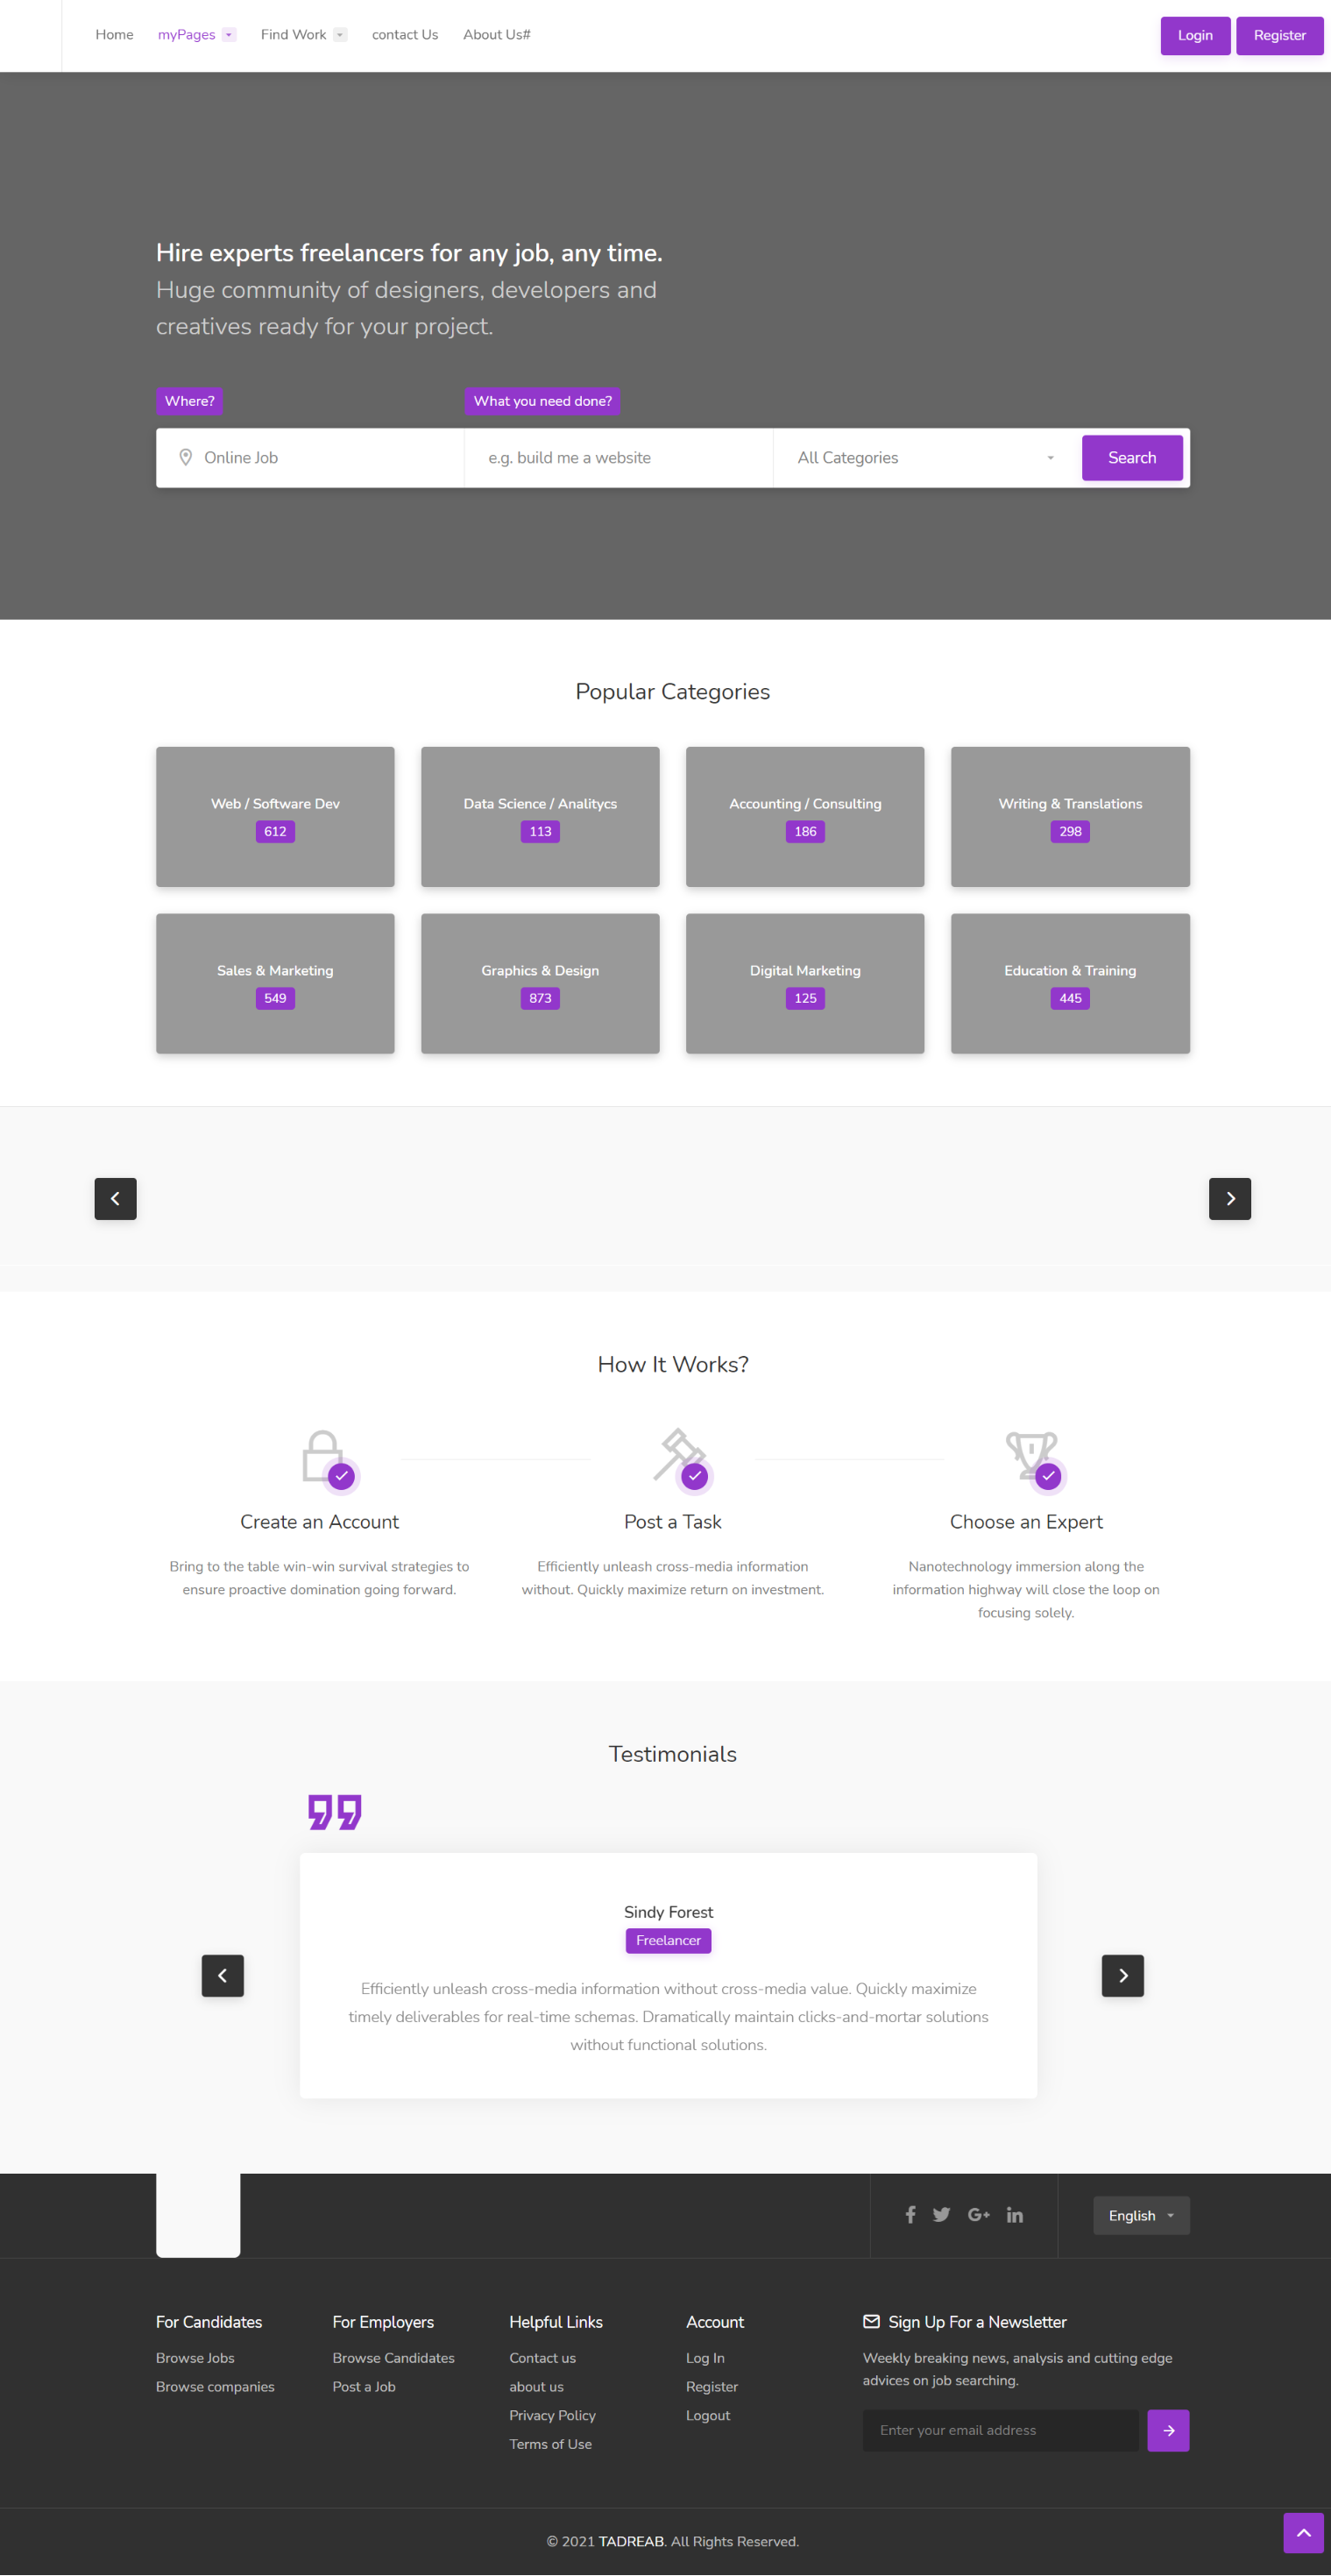 Home myPages Find Work contact Us About Us# Login Register
Hire experts freelancers for any job, any time.
Huge community of designers, developers and
creatives ready for your project.
Where? What you need done?
Online Job e.g. build me a website All Categories Search
Popular Categories
Web / Software Dev
612
Data Science / Analitycs
113
Accounting / Consulting
186
Writing & Translations
298
Sales & Marketing
549
Graphics & Design
873
Digital Marketing
125
Education & Training
445
How It Works?
Create an Account
Bring to the table win-win survival strategies to
ensure proactive domination going forward.
Post a Task
Efficiently unleash cross-media information
without. Quickly maximize return on investment.
Choose an Expert
Nanotechnology immersion along the
information highway will close the loop on
focusing solely.
Testimonials
Sindy Forest
Freelancer
Efficiently unleash cross-media information without cross-media value. Quickly maximize
timely deliverables for real-time schemas. Dramatically maintain clicks-and-mortar solutions
without functional solutions.
English
For Candidates
Browse Jobs
Browse companies
For Employers
Browse Candidates
Post a Job
Helpful Links
Contact us
about us
Privacy Policy
Terms of Use
Account
Log In
Register
Logout
Sign Up For a Newsletter
Weekly breaking news, analysis and cutting edge
advices on job searching.
Enter your email address
© 2021 TADREAB. All Rights Reserved.